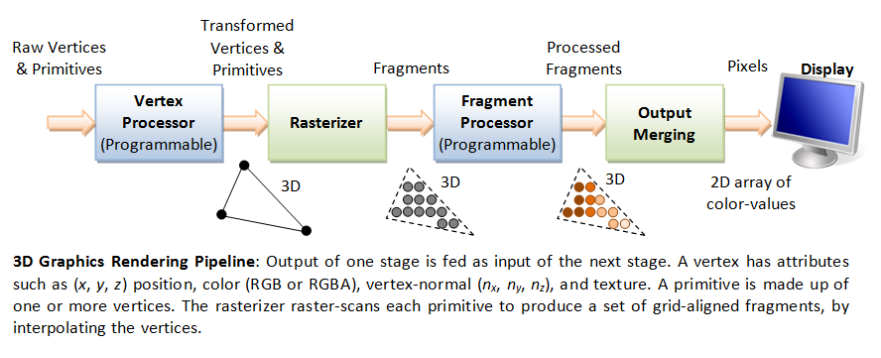 Raw Vertices
& Primitives
Transformed
Vertices &
Primitives
Fragments
Processed
Fragments
Pixels
Display
Vertex
Processor
(Programmable)
Rasterizer
Fragment
Processor
(Programmable)
Output
Merging
3D
3D
3D
2D array of
color-values
3D Graphics Rendering Pipeline: Output of one stage is fed as input of the next stage. A vertex has attributes
such as (x, y, z) position, color (RGB or RGBA), vertex-normal (nx, ny, nz), and texture. A primitive is made up of
one or more vertices. The rasterizer raster-scans each primitive to produce a set of grid-aligned fragments, by
interpolating the vertices.